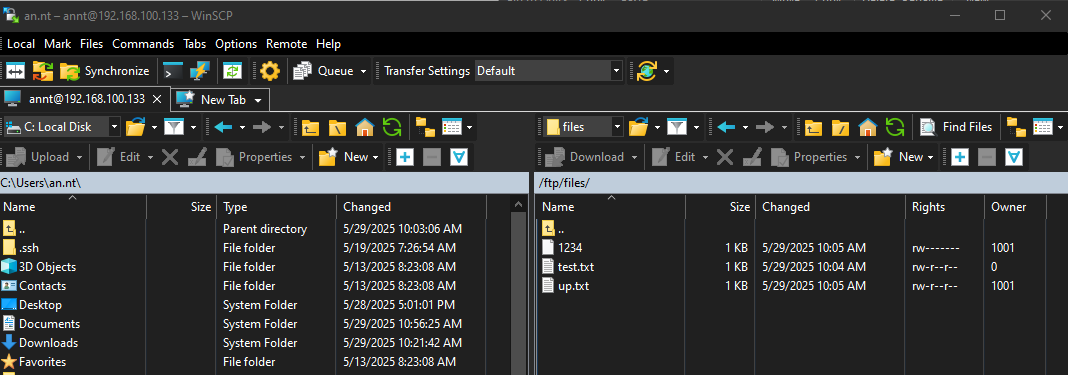 an.nt – annt@192.168.100.133 – WinSCP
Local Mark Files Commands Tabs Options Remote Help
Synchronize Queue Transfer Settings Default
annt@192.168.100.133 New Tab
C: Local Disk files Find Files
Upload Edit Properties New Download Edit Properties New
C:\Users\an.nt\ /ftp/files/
Name Size Type Changed Name Size Changed Rights Owner
.. Parent directory 5/29/2025 10:03:06 AM ..
.ssh File folder 5/19/2025 7:26:54 AM 1234 1 KB 5/29/2025 10:05 AM rw------- 1001
3D Objects File folder 5/13/2025 8:23:08 AM test.txt 1 KB 5/29/2025 10:04 AM rw-r--r-- 0
Contacts File folder 5/13/2025 8:23:08 AM up.txt 1 KB 5/29/2025 10:05 AM rw-r--r-- 1001
Desktop System Folder 5/28/2025 5:01:01 PM
Documents System Folder 5/29/2025 10:56:25 AM
Downloads System Folder 5/29/2025 10:21:42 AM
Favorites File folder 5/13/2025 8:23:08 AM